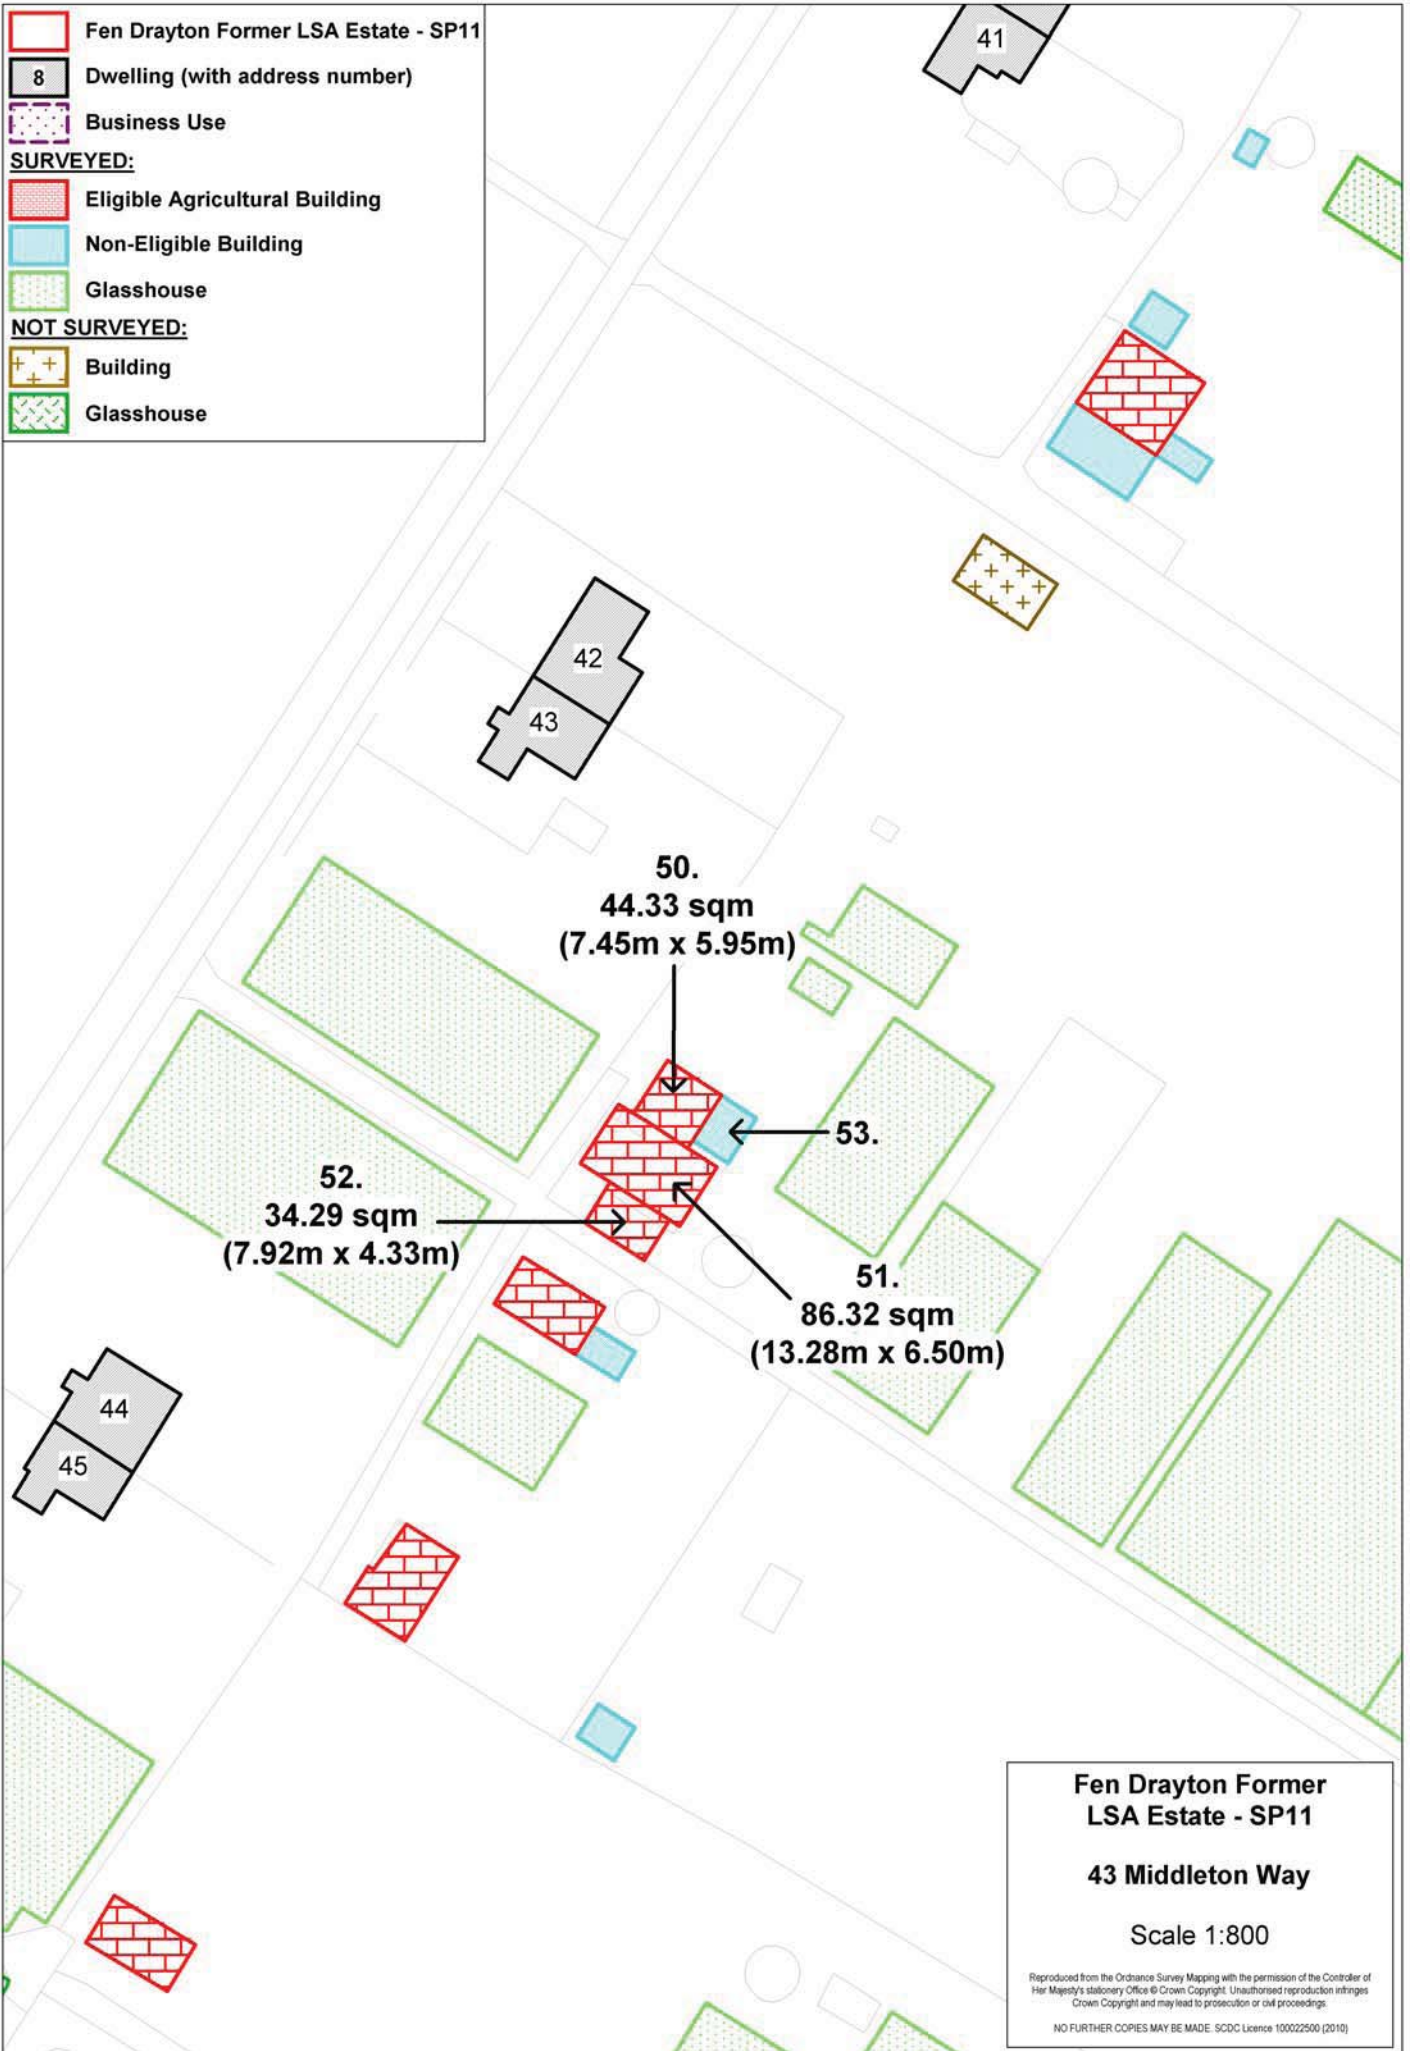 Fen Drayton Former LSA Estate - SP11
8 Dwelling (with address number)
Business Use
SURVEYED:
Eligible Agricultural Building
Non-Eligible Building
Glasshouse
NOT SURVEYED:
Building
Glasshouse
41
42
43
50.
44.33 sqm
(7.45m x 5.95m)
53.
52.
34.29 sqm
(7.92m x 4.33m)
51.
86.32 sqm
(13.28m x 6.50m)
44
45
Fen Drayton Former
LSA Estate - SP11
43 Middleton Way
Scale 1:800
Reproduced from the Ordnance Survey Mapping with the permission of the Controller of
Her Majesty's stationery Office © Crown Copyright. Unauthorised reproduction infringes
Crown Copyright and may lead to prosecution or civil proceedings.
NO FURTHER COPIES MAY BE MADE. SCDC Licence 100022500 (2010)